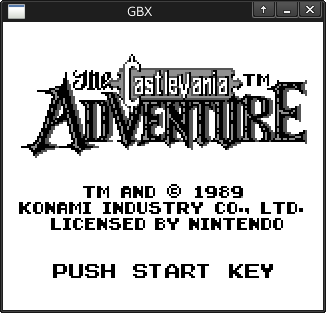 GBX
The Castlevania TM
ADVENTURE
TM AND © 1989
KONAMI INDUSTRY CO., LTD.
LICENSED BY NINTENDO
PUSH START KEY